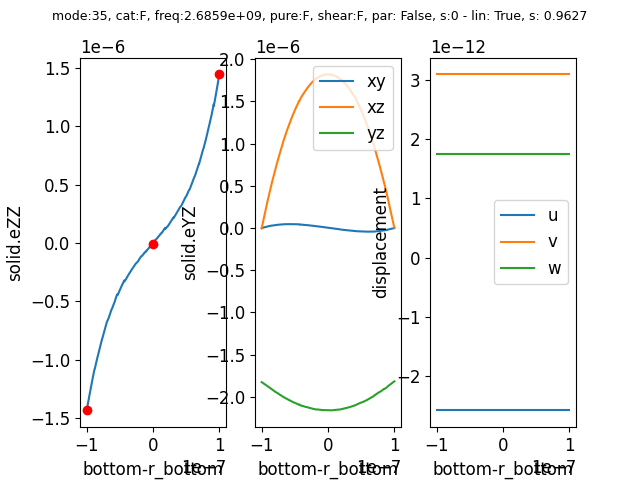 mode:35, cat:F, freq:2.6859e+09, pure:F, shear:F, par: False, s:0 - lin: True, s: 0.9627
1e−6
1.5
1.0
0.5
0.0
−0.5
−1.0
−1.5
solid.eZZ
−1
0
1
1e−7
bottom-r_bottom
1e−6
2.0
1.5
1.0
0.5
0.0
−0.5
−1.0
−1.5
−2.0
solid.eYZ
xy
xz
yz
−1
0
1
1e−7
bottom-r_bottom
1e−12
3
2
1
0
−1
−2
displacement
u
v
w
−1
0
1
1e−7
bottom-r_bottom